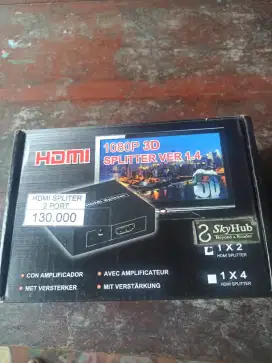 HDMI
1080P 3D
SPLITTER VER 1.4
HDMI SPLITER
2 PORT
130.000
3D
SkyHub
1 X 2
HDMI SPLITTER
1 X 4
HDMI SPLITTER
• CON AMPLIFICADOR
• AVEC AMPLIFICATEUR
• MET VERSTERKER
• MIT VERSTÄRKUNG